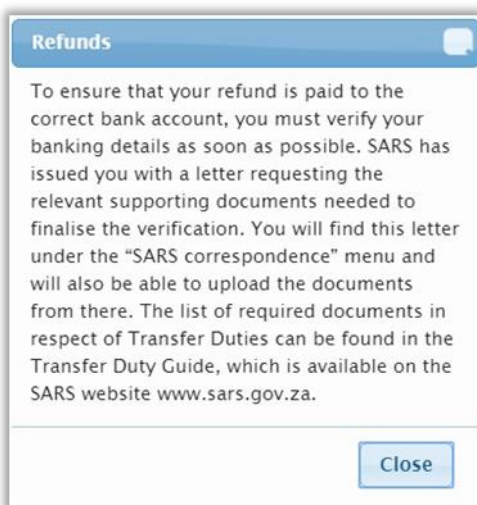 Refunds
To ensure that your refund is paid to the
correct bank account, you must verify your
banking details as soon as possible. SARS has
issued you with a letter requesting the
relevant supporting documents needed to
finalise the verification. You will find this letter
under the “SARS correspondence” menu and
will also be able to upload the documents
from there. The list of required documents in
respect of Transfer Duties can be found in the
Transfer Duty Guide, which is available on the
SARS website www.sars.gov.za.
Close